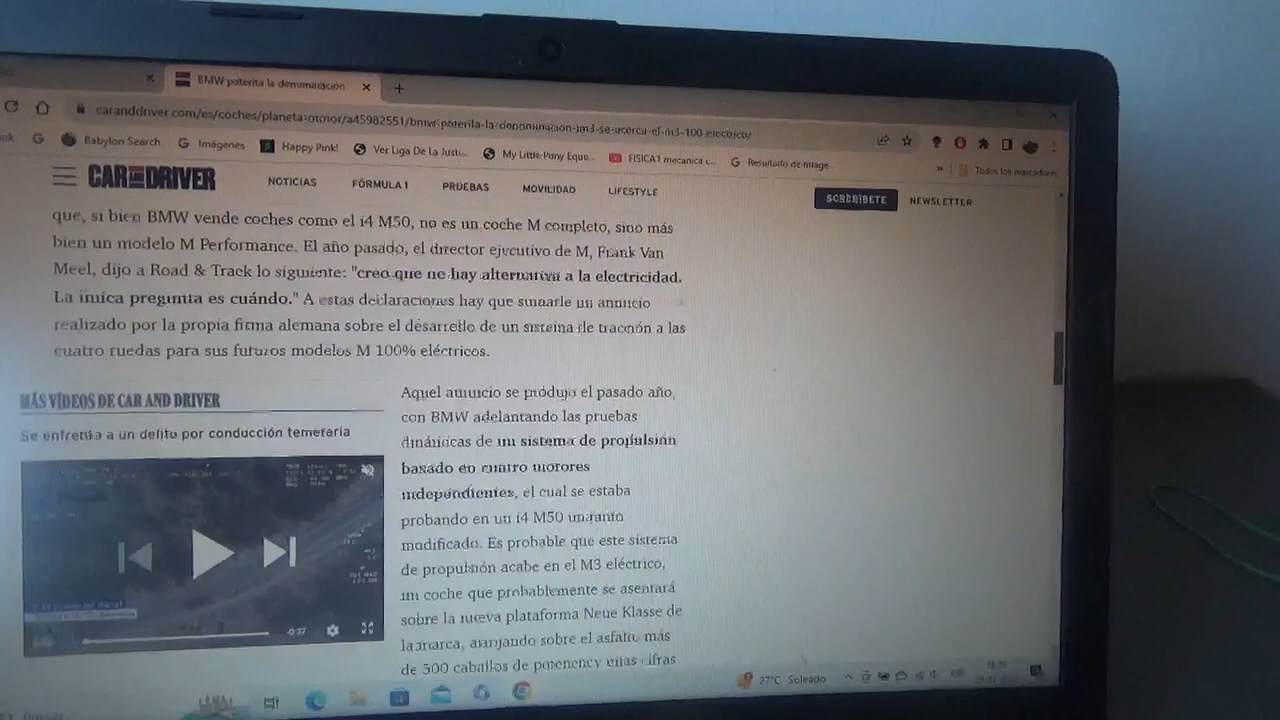 BMW patenta la denominación
caranddriver.com/es/coches/planeta-motor/a45982551/bmw-patenta-la-denominacion-im3-se-acerca-el-m3-100-electrico/
Babylon Search
Imágenes
Happy Pink!
Ver Liga De La Justi...
My Little Pony Eque...
FISICA1 mecanica c...
Resultado de image...
Todos los marcadores
CAR AND DRIVER
NOTICIAS
FÓRMULA 1
PRUEBAS
MOVILIDAD
LIFESTYLE
SUSCRÍBETE
NEWSLETTER
que, si bien BMW vende coches como el i4 M50, no es un coche M completo, sino más
bien un modelo M Performance. El año pasado, el director ejecutivo de M, Frank Van
Meel, dijo a Road & Track lo siguiente: "creo que no hay alternativa a la electricidad.
La única pregunta es cuándo." A estas declaraciones hay que sumarle un anuncio
realizado por la propia firma alemana sobre el desarrollo de un sistema de tracción a las
cuatro ruedas para sus futuros modelos M 100% eléctricos.
MÁS VÍDEOS DE CAR AND DRIVER
Se enfrenta a un delito por conducción temeraria
-0:37
Aquel anuncio se produjo el pasado año,
con BMW adelantando las pruebas
dinámicas de un sistema de propulsión
basado en cuatro motores
independientes, el cual se estaba
probando en un i4 M50 un tanto
modificado. Es probable que este sistema
de propulsión acabe en el M3 eléctrico,
un coche que probablemente se asentará
sobre la nueva plataforma Neue Klasse de
la marca, arrojando sobre el asfalto más
de 500 caballos de potencia y unas cifras
27°C Soleado